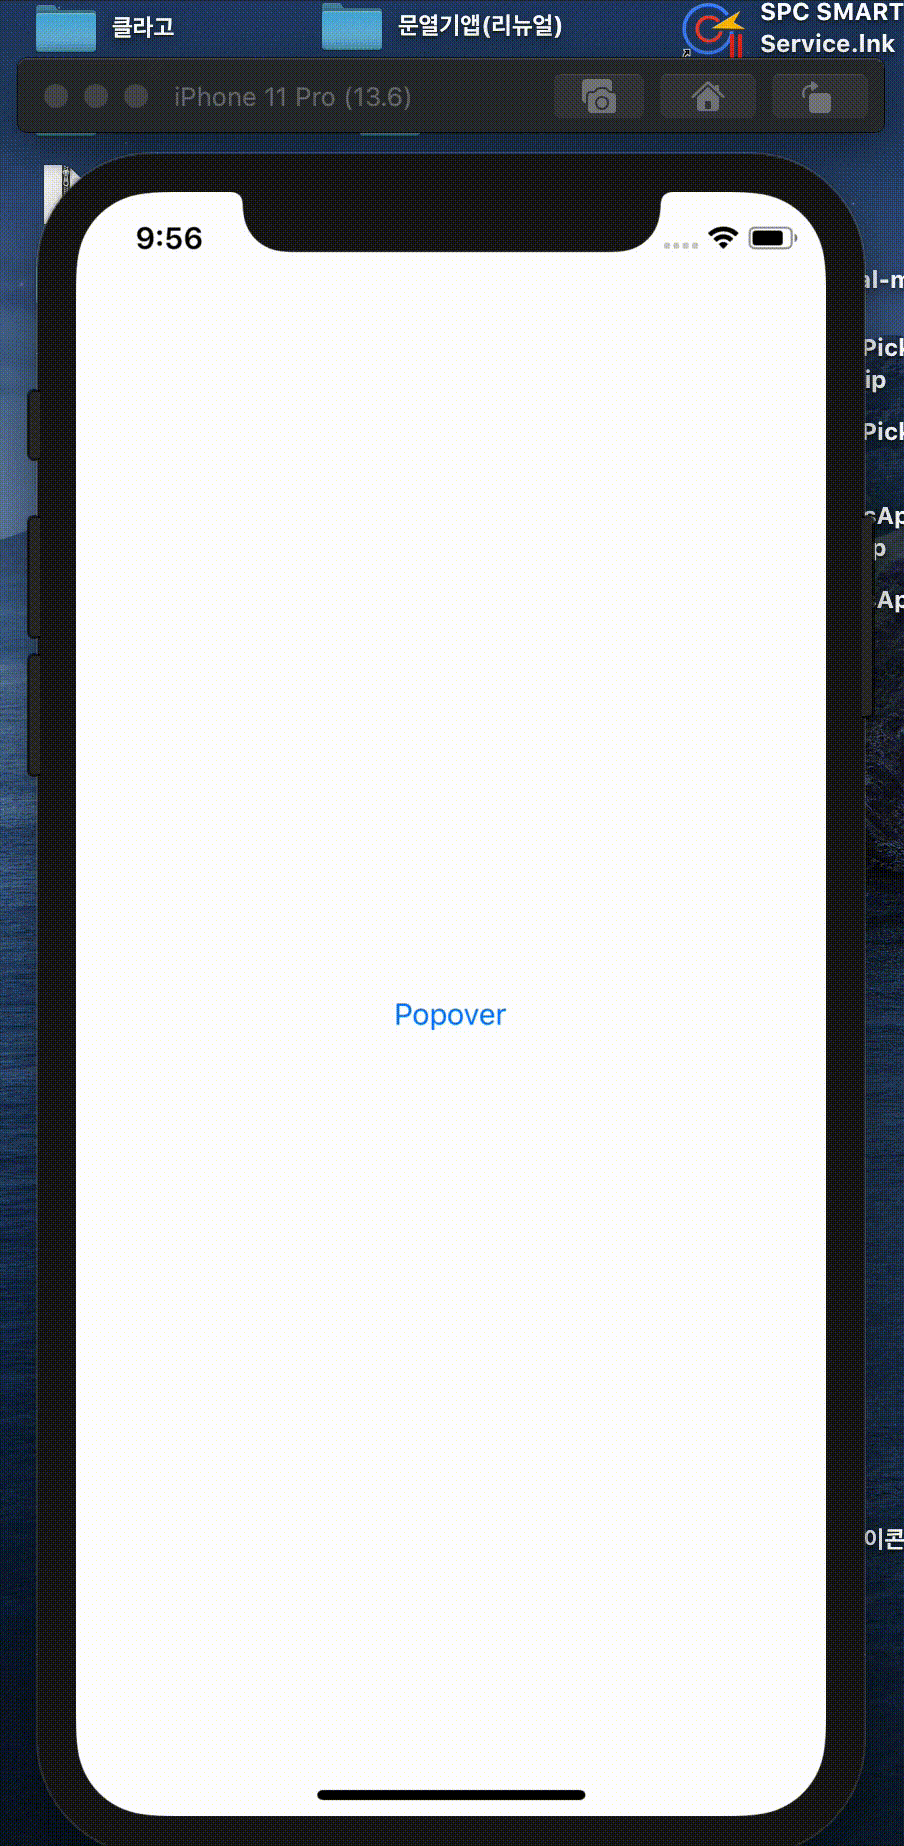 클라고
문열기앱(리뉴얼)
SPC SMART
Service.lnk
iPhone 11 Pro (13.6)
9:56
al-m
Pick
ip
Pick
sAp
p
Ap
Popover
이콘